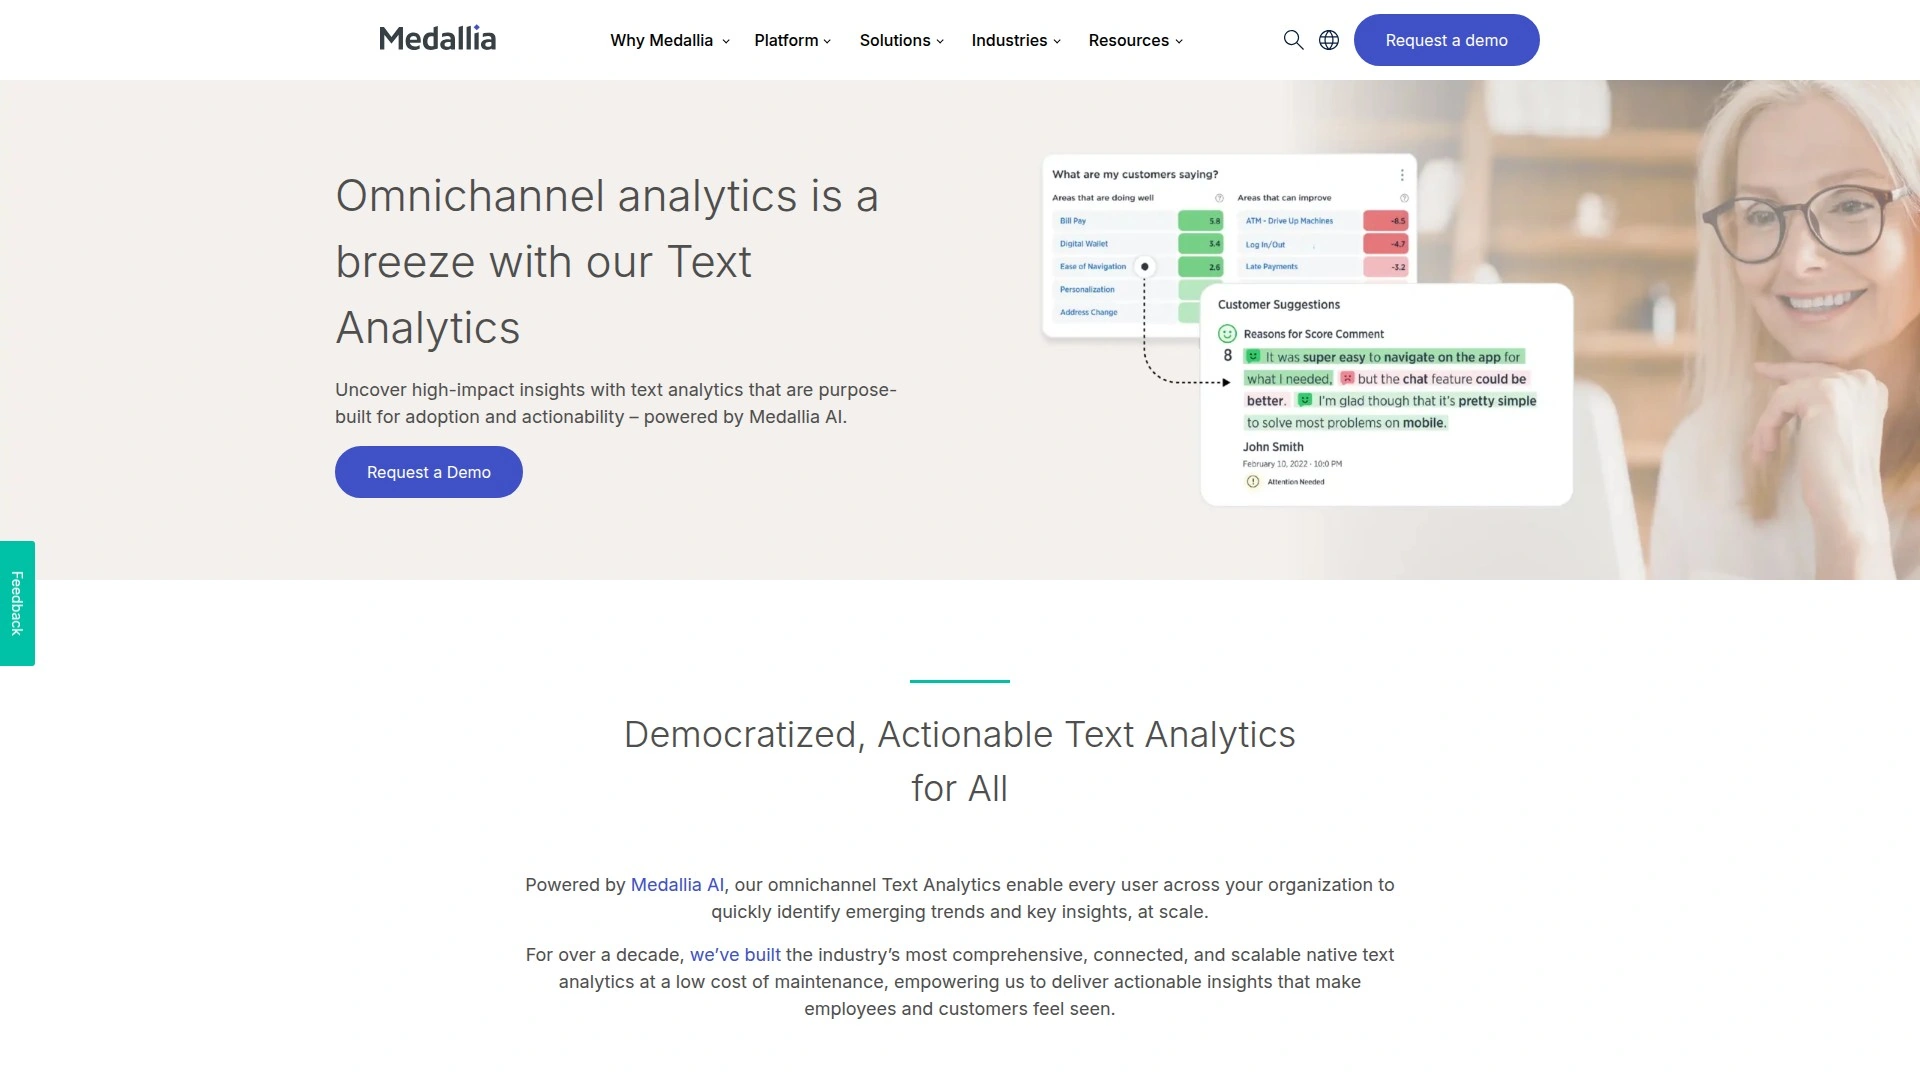 Medallia
Why Medallia
Platform
Solutions
Industries
Resources
Request a demo
Omnichannel analytics is a
breeze with our Text
Analytics
Uncover high-impact insights with text analytics that are purpose-
built for adoption and actionability – powered by Medallia AI.
Request a Demo
What are my customers saying?
Areas that are doing well
Areas that can improve
Bill Pay
5.8
ATM - Drive Up Machines
-8.5
Digital Wallet
3.4
Log In/Out
-4.7
Ease of Navigation
2.6
Late Payments
-3.2
Personalization
Address Change
Customer Suggestions
Reasons for Score Comment
8
It was super easy to navigate on the app for
what I needed, but the chat feature could be
better. I'm glad though that it's pretty simple
to solve most problems on mobile.
John Smith
February 10, 2022 - 10:0 PM
Attention Needed
Feedback
Democratized, Actionable Text Analytics
for All
Powered by Medallia AI, our omnichannel Text Analytics enable every user across your organization to
quickly identify emerging trends and key insights, at scale.
For over a decade, we’ve built the industry’s most comprehensive, connected, and scalable native text
analytics at a low cost of maintenance, empowering us to deliver actionable insights that make
employees and customers feel seen.